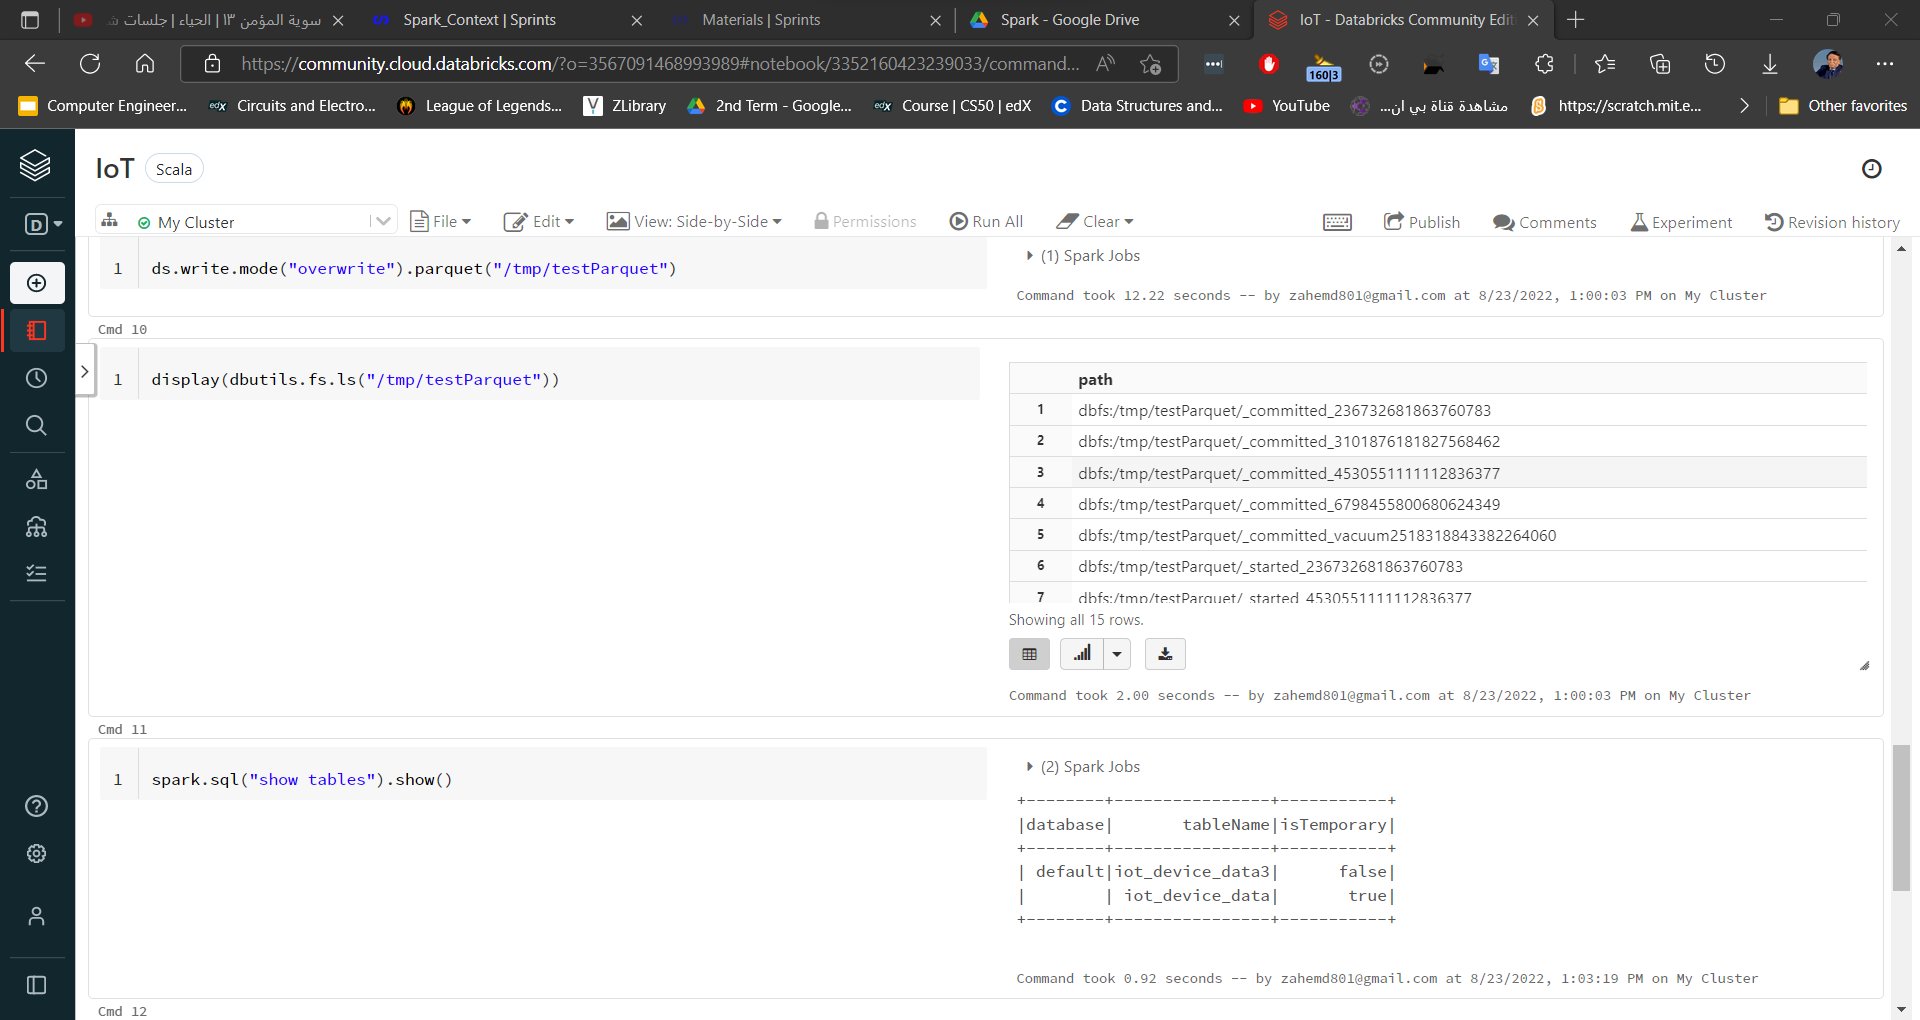 سوية المؤمن ١٣ | الحياء | جلسات
Spark_Context | Sprints
Materials | Sprints
Spark - Google Drive
IoT - Databricks Community Edit
https://community.cloud.databricks.com/?o=3567091468993989#notebook/3352160423239033/command...
160|3
Computer Engineer...
edX Circuits and Electro...
League of Legends...
ZLibrary
2nd Term - Google...
edX Course | CS50 | edX
Data Structures and...
YouTube
مشاهدة قناة بي ان...
https://scratch.mit.e...
Other favorites
IoT Scala
My Cluster
File
Edit
View: Side-by-Side
Permissions
Run All
Clear
Publish
Comments
Experiment
Revision history
1 ds.write.mode("overwrite").parquet("/tmp/testParquet")
(1) Spark Jobs
Command took 12.22 seconds -- by zahemd801@gmail.com at 8/23/2022, 1:00:03 PM on My Cluster
Cmd 10
1 display(dbutils.fs.ls("/tmp/testParquet"))
path
1 dbfs:/tmp/testParquet/_committed_236732681863760783
2 dbfs:/tmp/testParquet/_committed_3101876181827568462
3 dbfs:/tmp/testParquet/_committed_4530551111112836377
4 dbfs:/tmp/testParquet/_committed_6798455800680624349
5 dbfs:/tmp/testParquet/_committed_vacuum2518318843382264060
6 dbfs:/tmp/testParquet/_started_236732681863760783
7 dbfs:/tmp/testParquet/_started_4530551111112836377
Showing all 15 rows.
Command took 2.00 seconds -- by zahemd801@gmail.com at 8/23/2022, 1:00:03 PM on My Cluster
Cmd 11
1 spark.sql("show tables").show()
(2) Spark Jobs
+--------+----------------+-----------+
|database|       tableName|isTemporary|
+--------+----------------+-----------+
| default|iot_device_data3|      false|
|        | iot_device_data|       true|
+--------+----------------+-----------+
Command took 0.92 seconds -- by zahemd801@gmail.com at 8/23/2022, 1:03:19 PM on My Cluster
Cmd 12